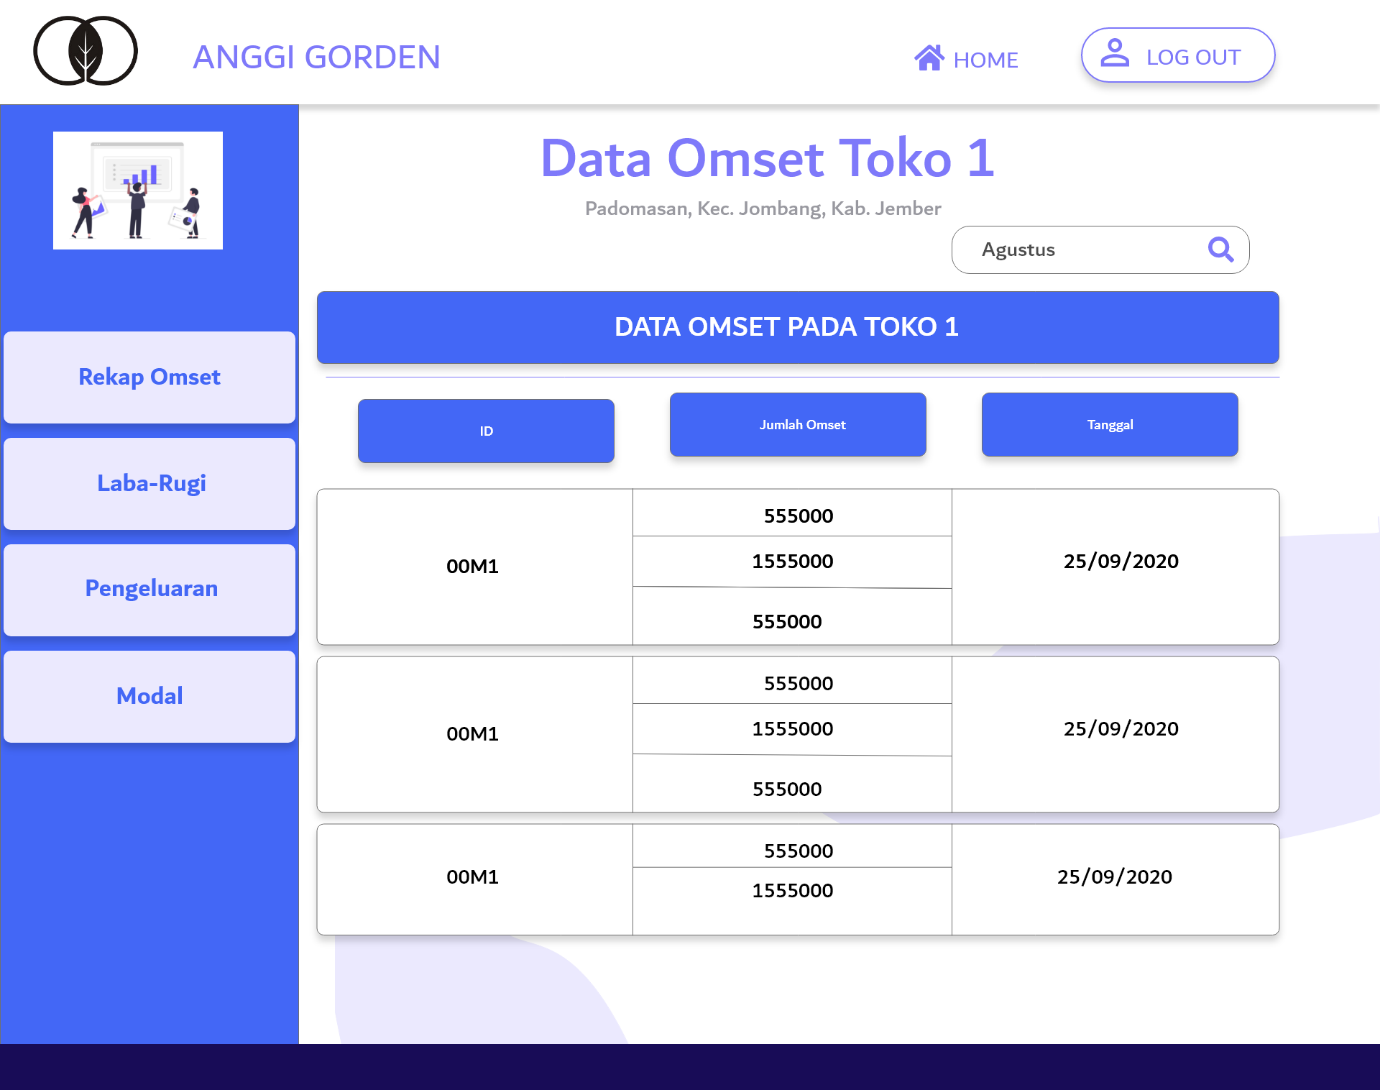 ANGGI GORDEN
HOME
LOG OUT
Data Omset Toko 1
Padomasan, Kec. Jombang, Kab. Jember
Agustus
DATA OMSET PADA TOKO 1
Rekap Omset
Laba-Rugi
Pengeluaran
Modal
ID
Jumlah Omset
Tanggal
555000
00M1
1555000
25/09/2020
555000
555000
00M1
1555000
25/09/2020
555000
555000
00M1
1555000
25/09/2020